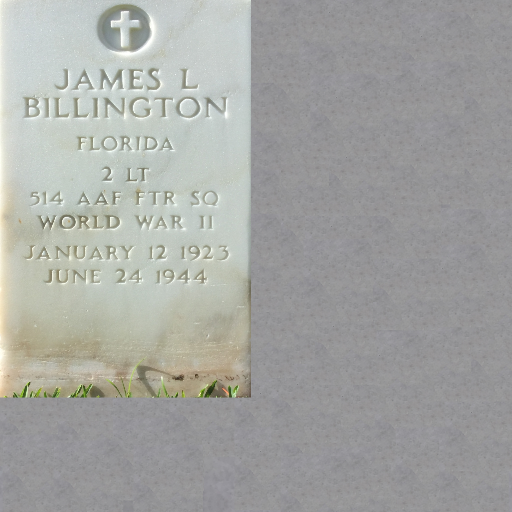 JAMES L
BILLINGTON
FLORIDA
2 LT
514 AAF FTR SQ
WORLD WAR II
JANUARY 12 1923
JUNE 24 1944